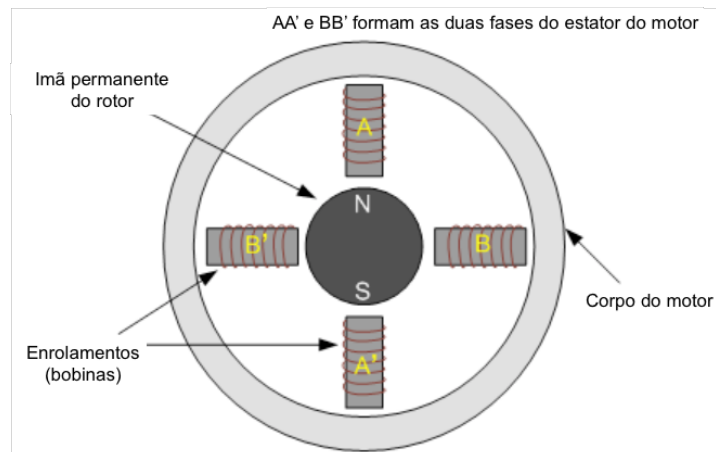 AA’ e BB’ formam as duas fases do estator do motor
Imã permanente
do rotor
A
N
B’
B
S
Corpo do motor
Enrolamentos
(bobinas)
A’